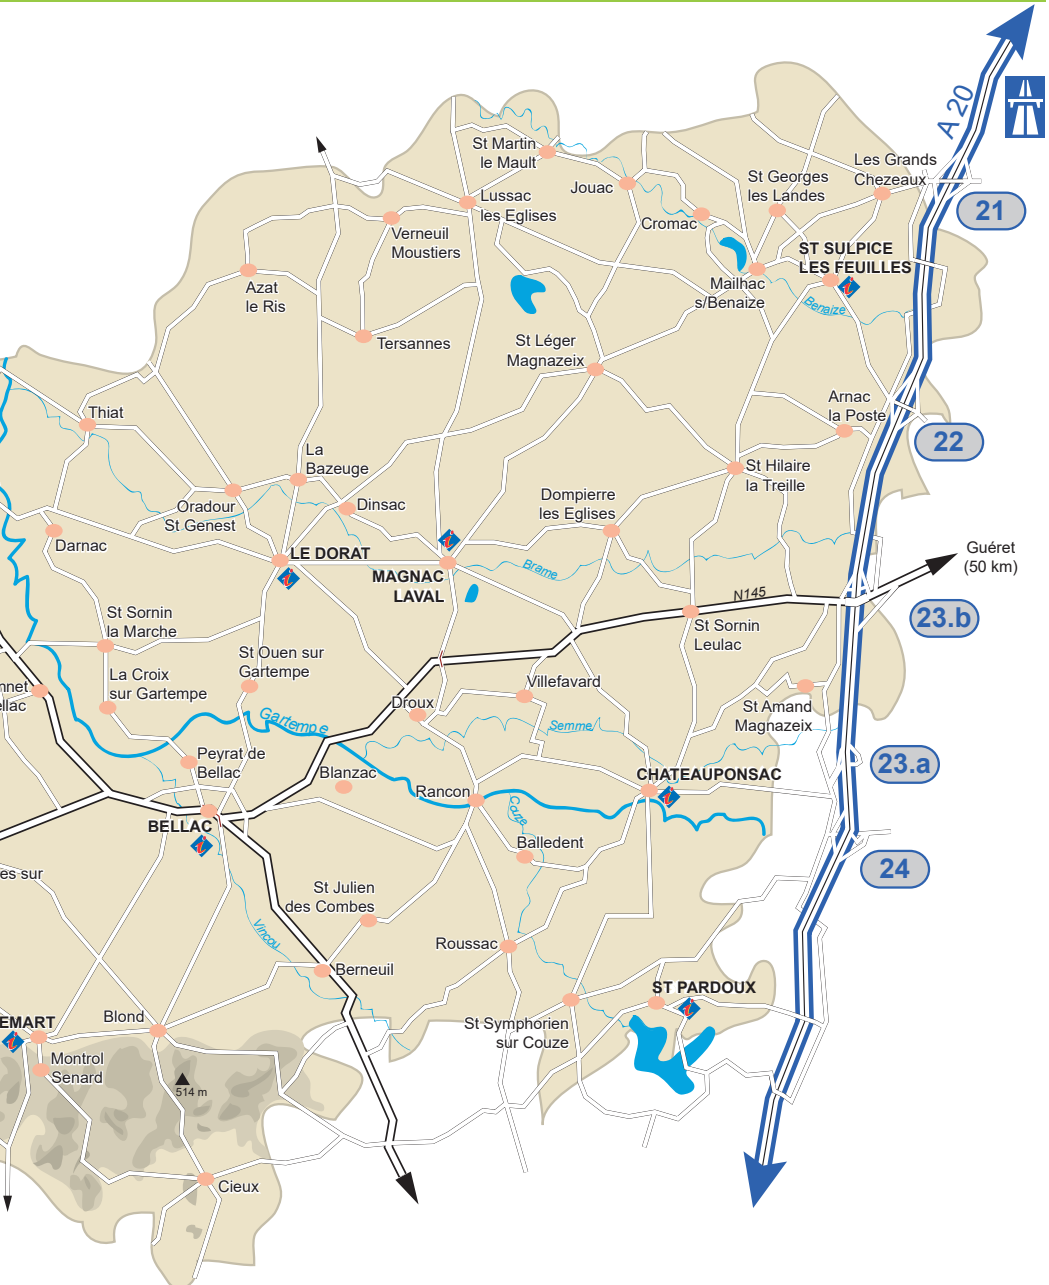 A 20
21
St Martin
le Mault
Les Grands
Chezeaux
St Georges
les Landes
Jouac
Lussac
les Eglises
Cromac
Verneuil
Moustiers
ST SULPICE
LES FEUILLES
Azat
le Ris
Mailhac
s/Benaize
Benaize
Tersannes
St Léger
Magnazeix
Arnac
la Poste
Thiat
22
La
Bazeuge
St Hilaire
la Treille
Oradour
St Genest
Dinsac
Dompierre
les Eglises
Darnac
LE DORAT
Guéret
(50 km)
MAGNAC
LAVAL
Brame
N145
23.b
St Sornin
la Marche
St Sornin
Leulac
St Ouen sur
Gartempe
La Croix
sur Gartempe
nnet
ellac
Villefavard
Droux
St Amand
Magnazeix
Gartempe
Semme
Peyrat de
Bellac
Blanzac
CHATEAUPONSAC
23.a
Rancon
Couze
BELLAC
Balledent
24
es sur
St Julien
des Combes
Vincou
Roussac
Berneuil
ST PARDOUX
EMART
Blond
St Symphorien
sur Couze
Montrol
Senard
514 m
Cieux